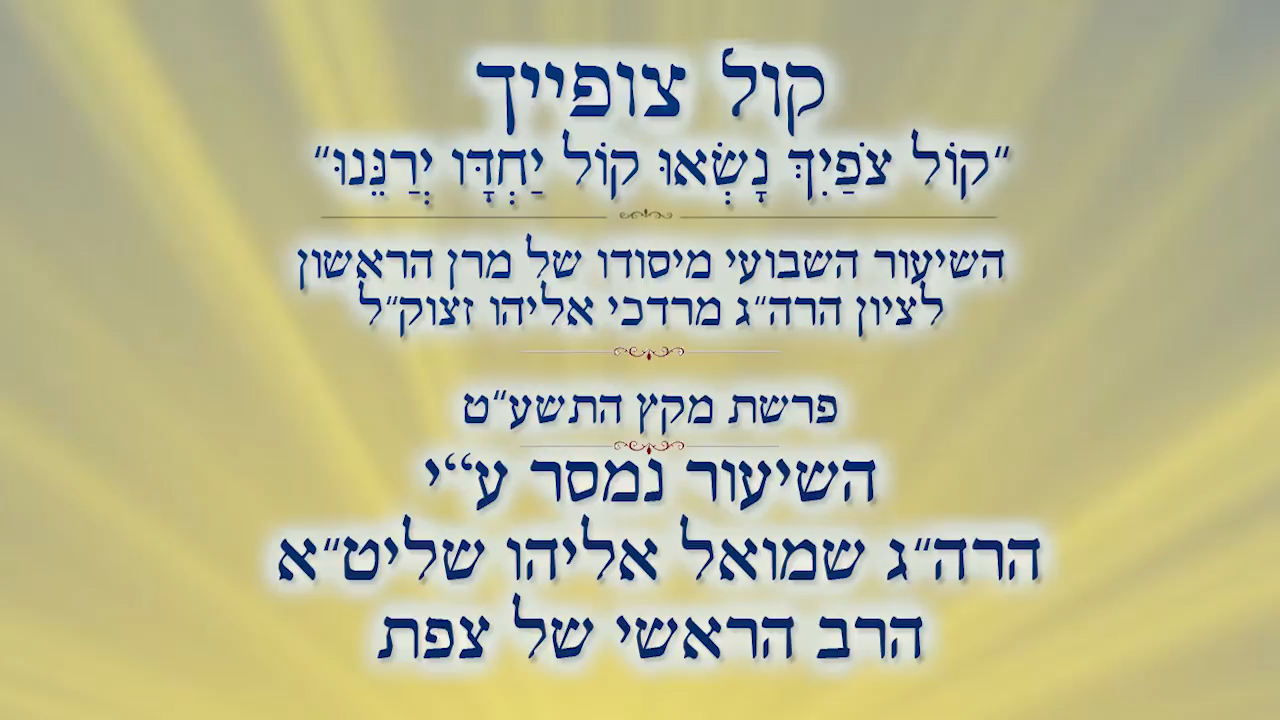 קול צופייך
"קוֹל צֹפַיִךְ נָשְׂאוּ קוֹל יַחְדָּו יְרַנֵּנוּ"
השיעור השבועי מיסודו של מרן הראשון
לציון הרה"ג מרדכי אליהו זצוק"ל
פרשת מקץ התשע"ט
השיעור נמסר ע"י
הרה"ג שמואל אליהו שליט"א
הרב הראשי של צפת